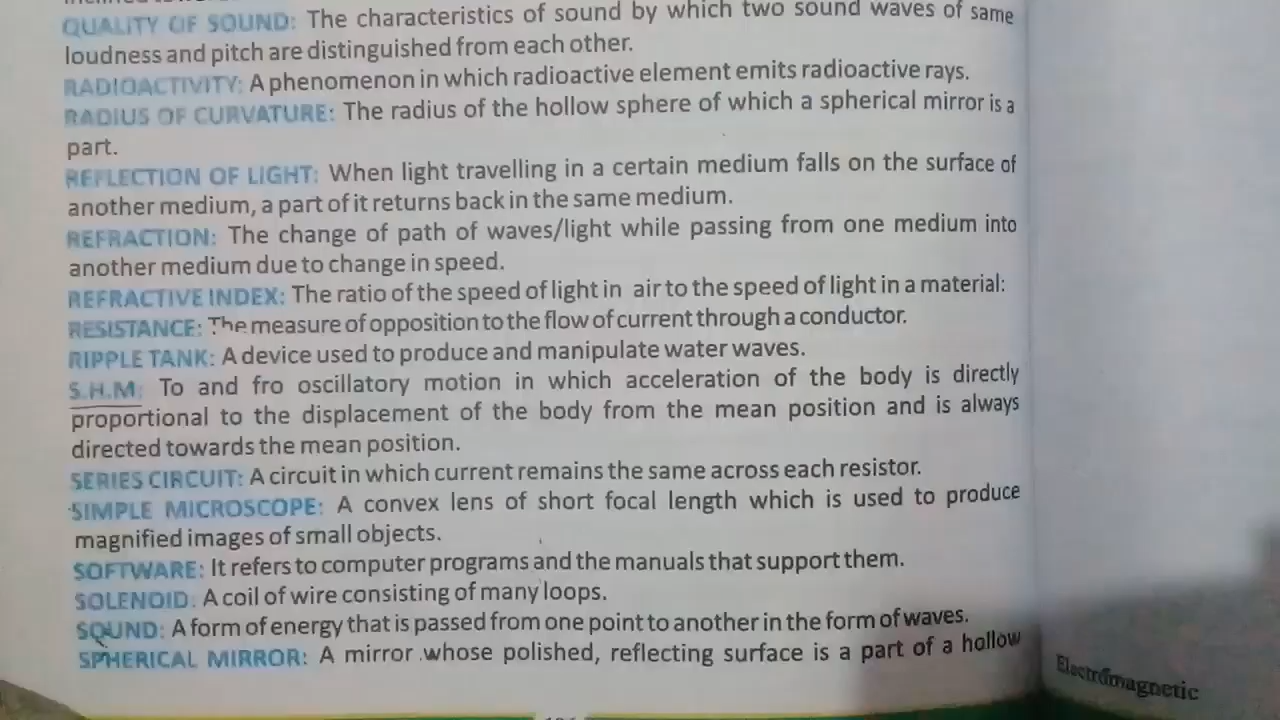 QUALITY OF SOUND: The characteristics of sound by which two sound waves of same
loudness and pitch are distinguished from each other.
RADIOACTIVITY: A phenomenon in which radioactive element emits radioactive rays.
RADIUS OF CURVATURE: The radius of the hollow sphere of which a spherical mirror is a
part.
REFLECTION OF LIGHT: When light travelling in a certain medium falls on the surface of
another medium, a part of it returns back in the same medium.
REFRACTION: The change of path of waves/light while passing from one medium into
another medium due to change in speed.
REFRACTIVE INDEX: The ratio of the speed of light in air to the speed of light in a material:
RESISTANCE: The measure of opposition to the flow of current through a conductor.
RIPPLE TANK: A device used to produce and manipulate water waves.
S.H.M: To and fro oscillatory motion in which acceleration of the body is directly
proportional to the displacement of the body from the mean position and is always
directed towards the mean position.
SERIES CIRCUIT: A circuit in which current remains the same across each resistor.
SIMPLE MICROSCOPE: A convex lens of short focal length which is used to produce
magnified images of small objects.
SOFTWARE: It refers to computer programs and the manuals that support them.
SOLENOID: A coil of wire consisting of many loops.
SOUND: A form of energy that is passed from one point to another in the form of waves.
SPHERICAL MIRROR: A mirror whose polished, reflecting surface is a part of a hollow
Electromagnetic